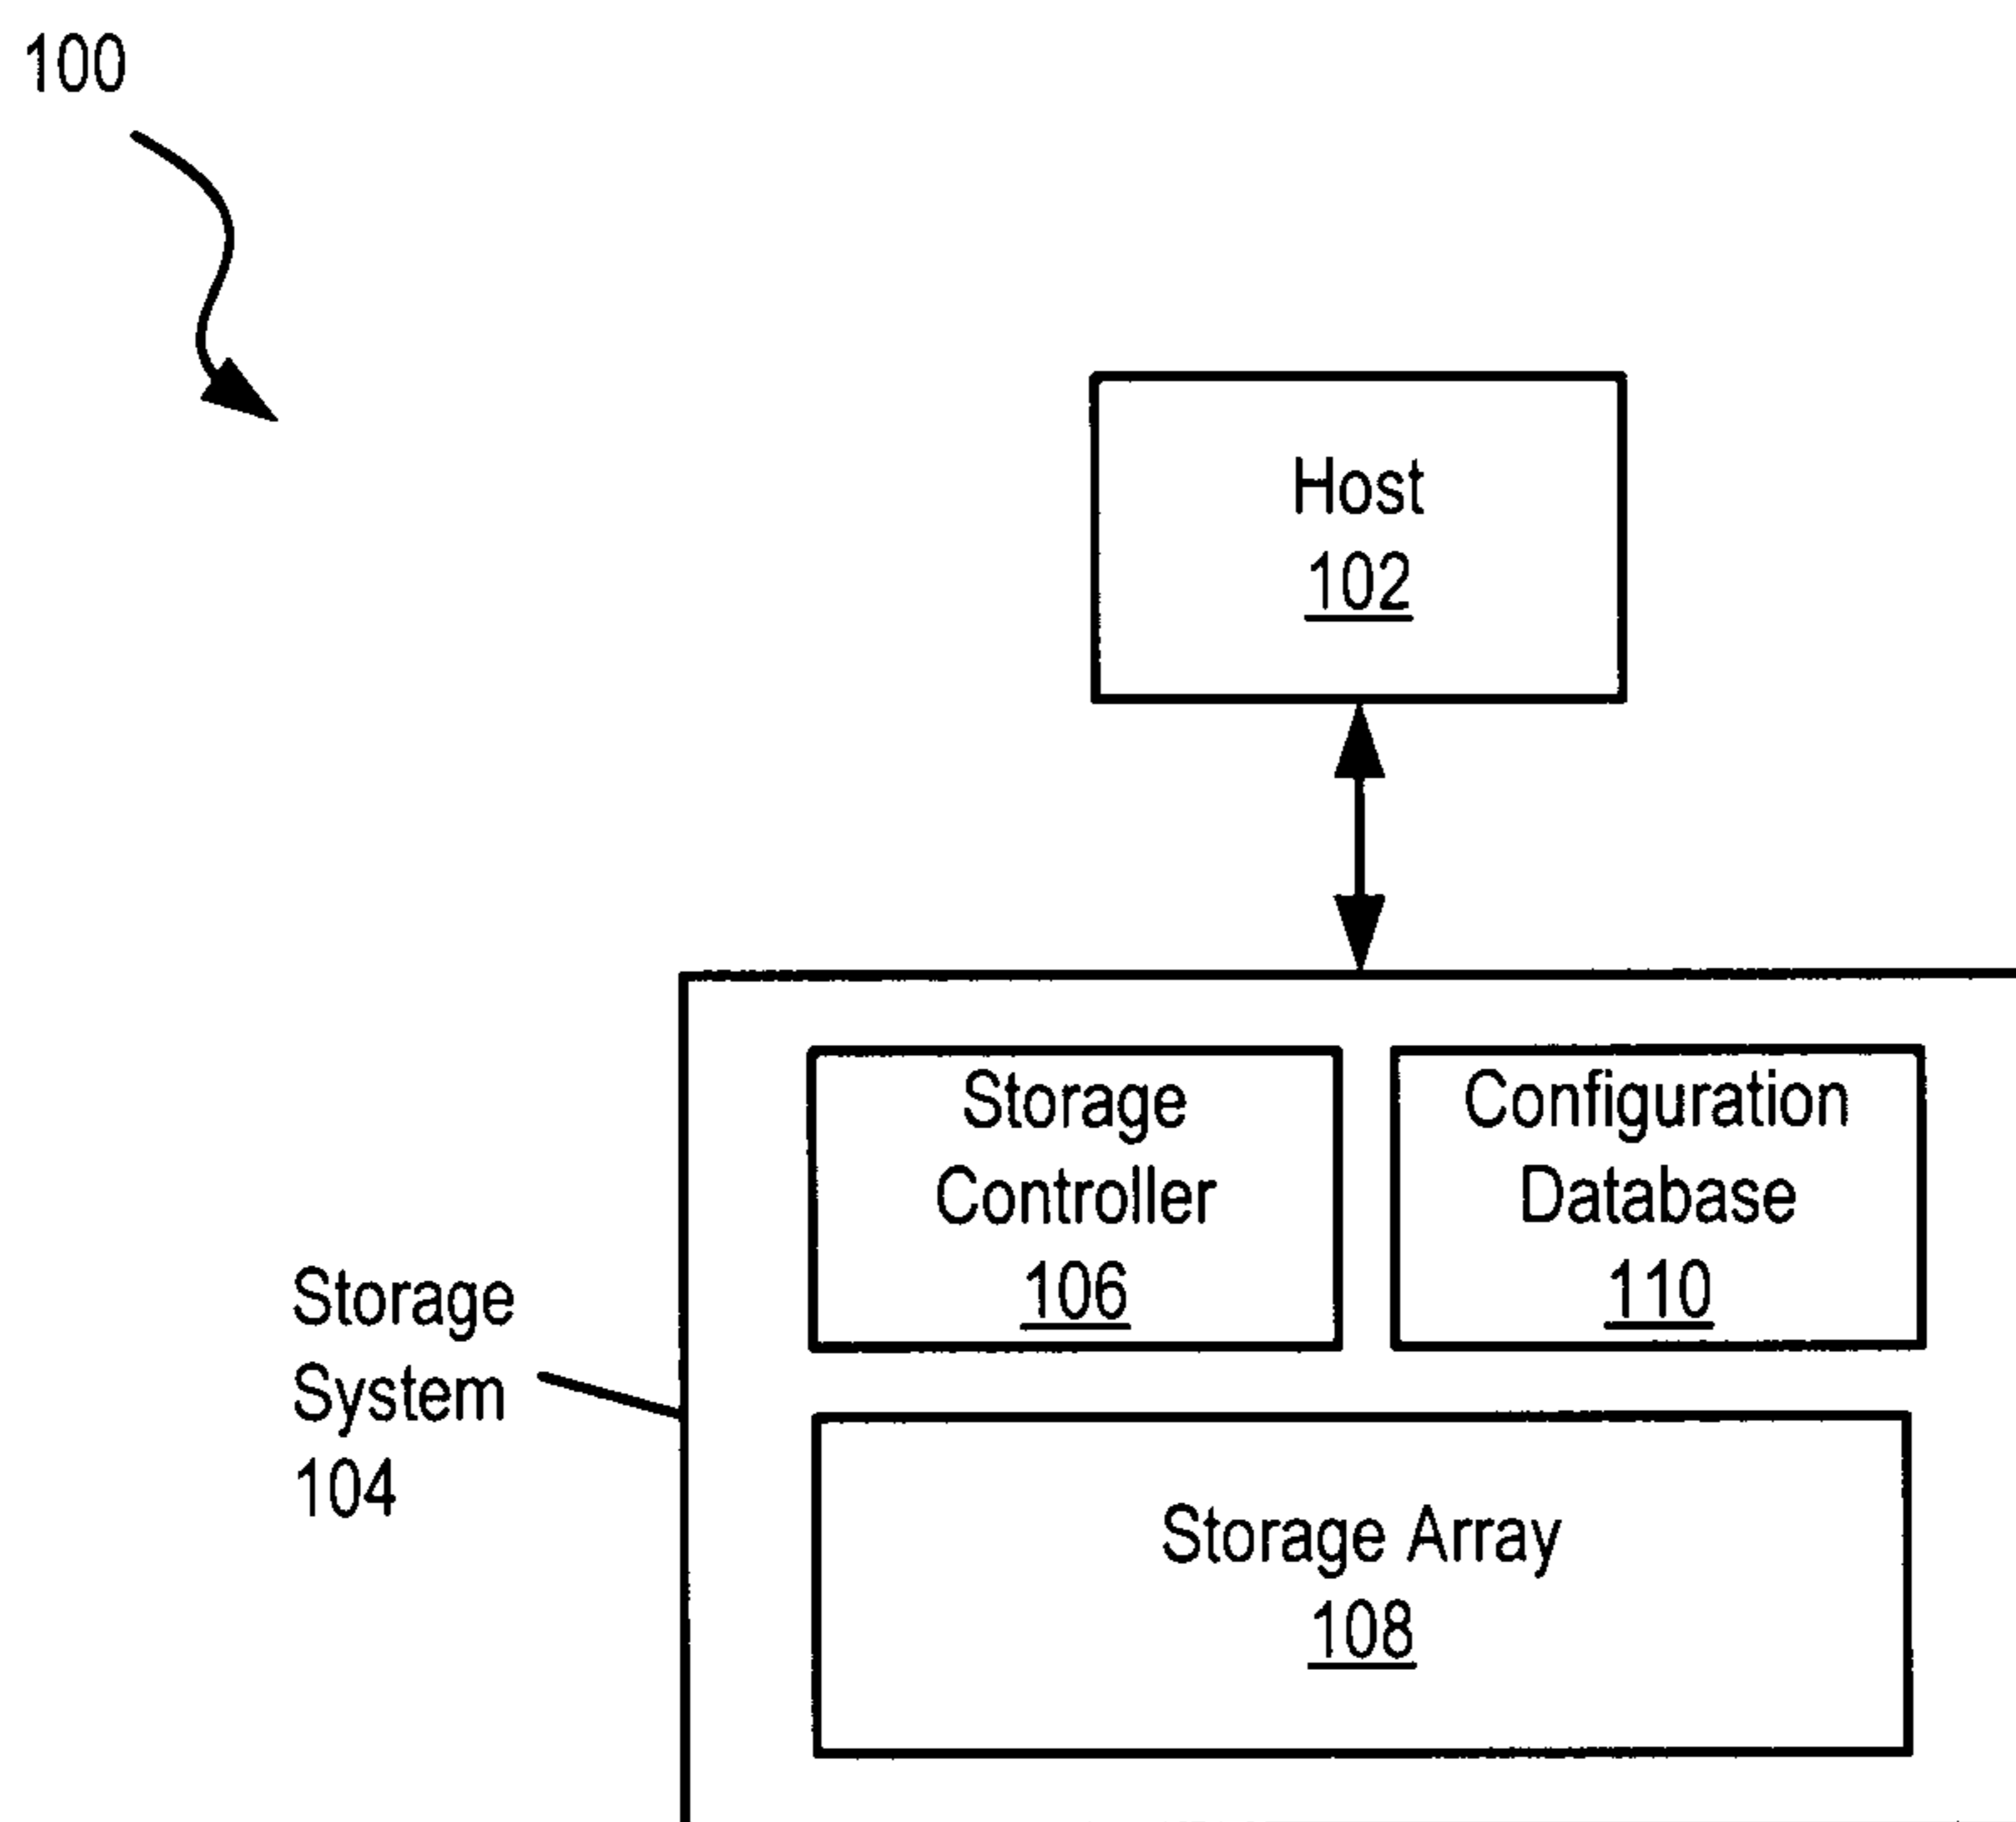 100
Host
102
Storage
Controller
106
Configuration
Database
110
Storage
System
104
Storage Array
108